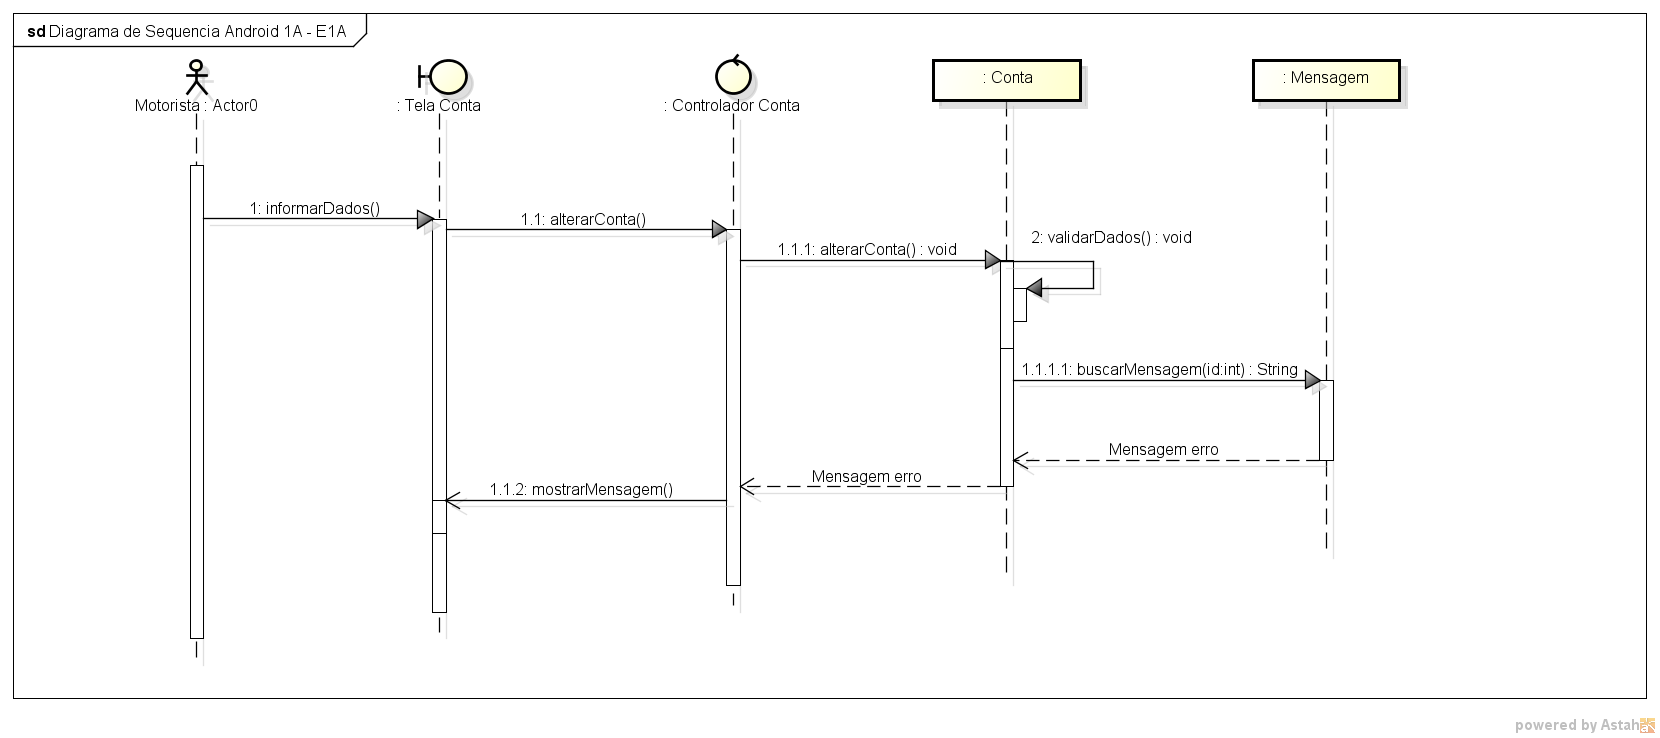 sd Diagrama de Sequencia Android 1A - E1A
Motorista : Actor0
: Tela Conta
: Controlador Conta
: Conta
: Mensagem
1: informarDados()
1.1: alterarConta()
1.1.1: alterarConta() : void
2: validarDados() : void
1.1.1.1: buscarMensagem(id:int) : String
Mensagem erro
Mensagem erro
1.1.2: mostrarMensagem()
powered by Astah